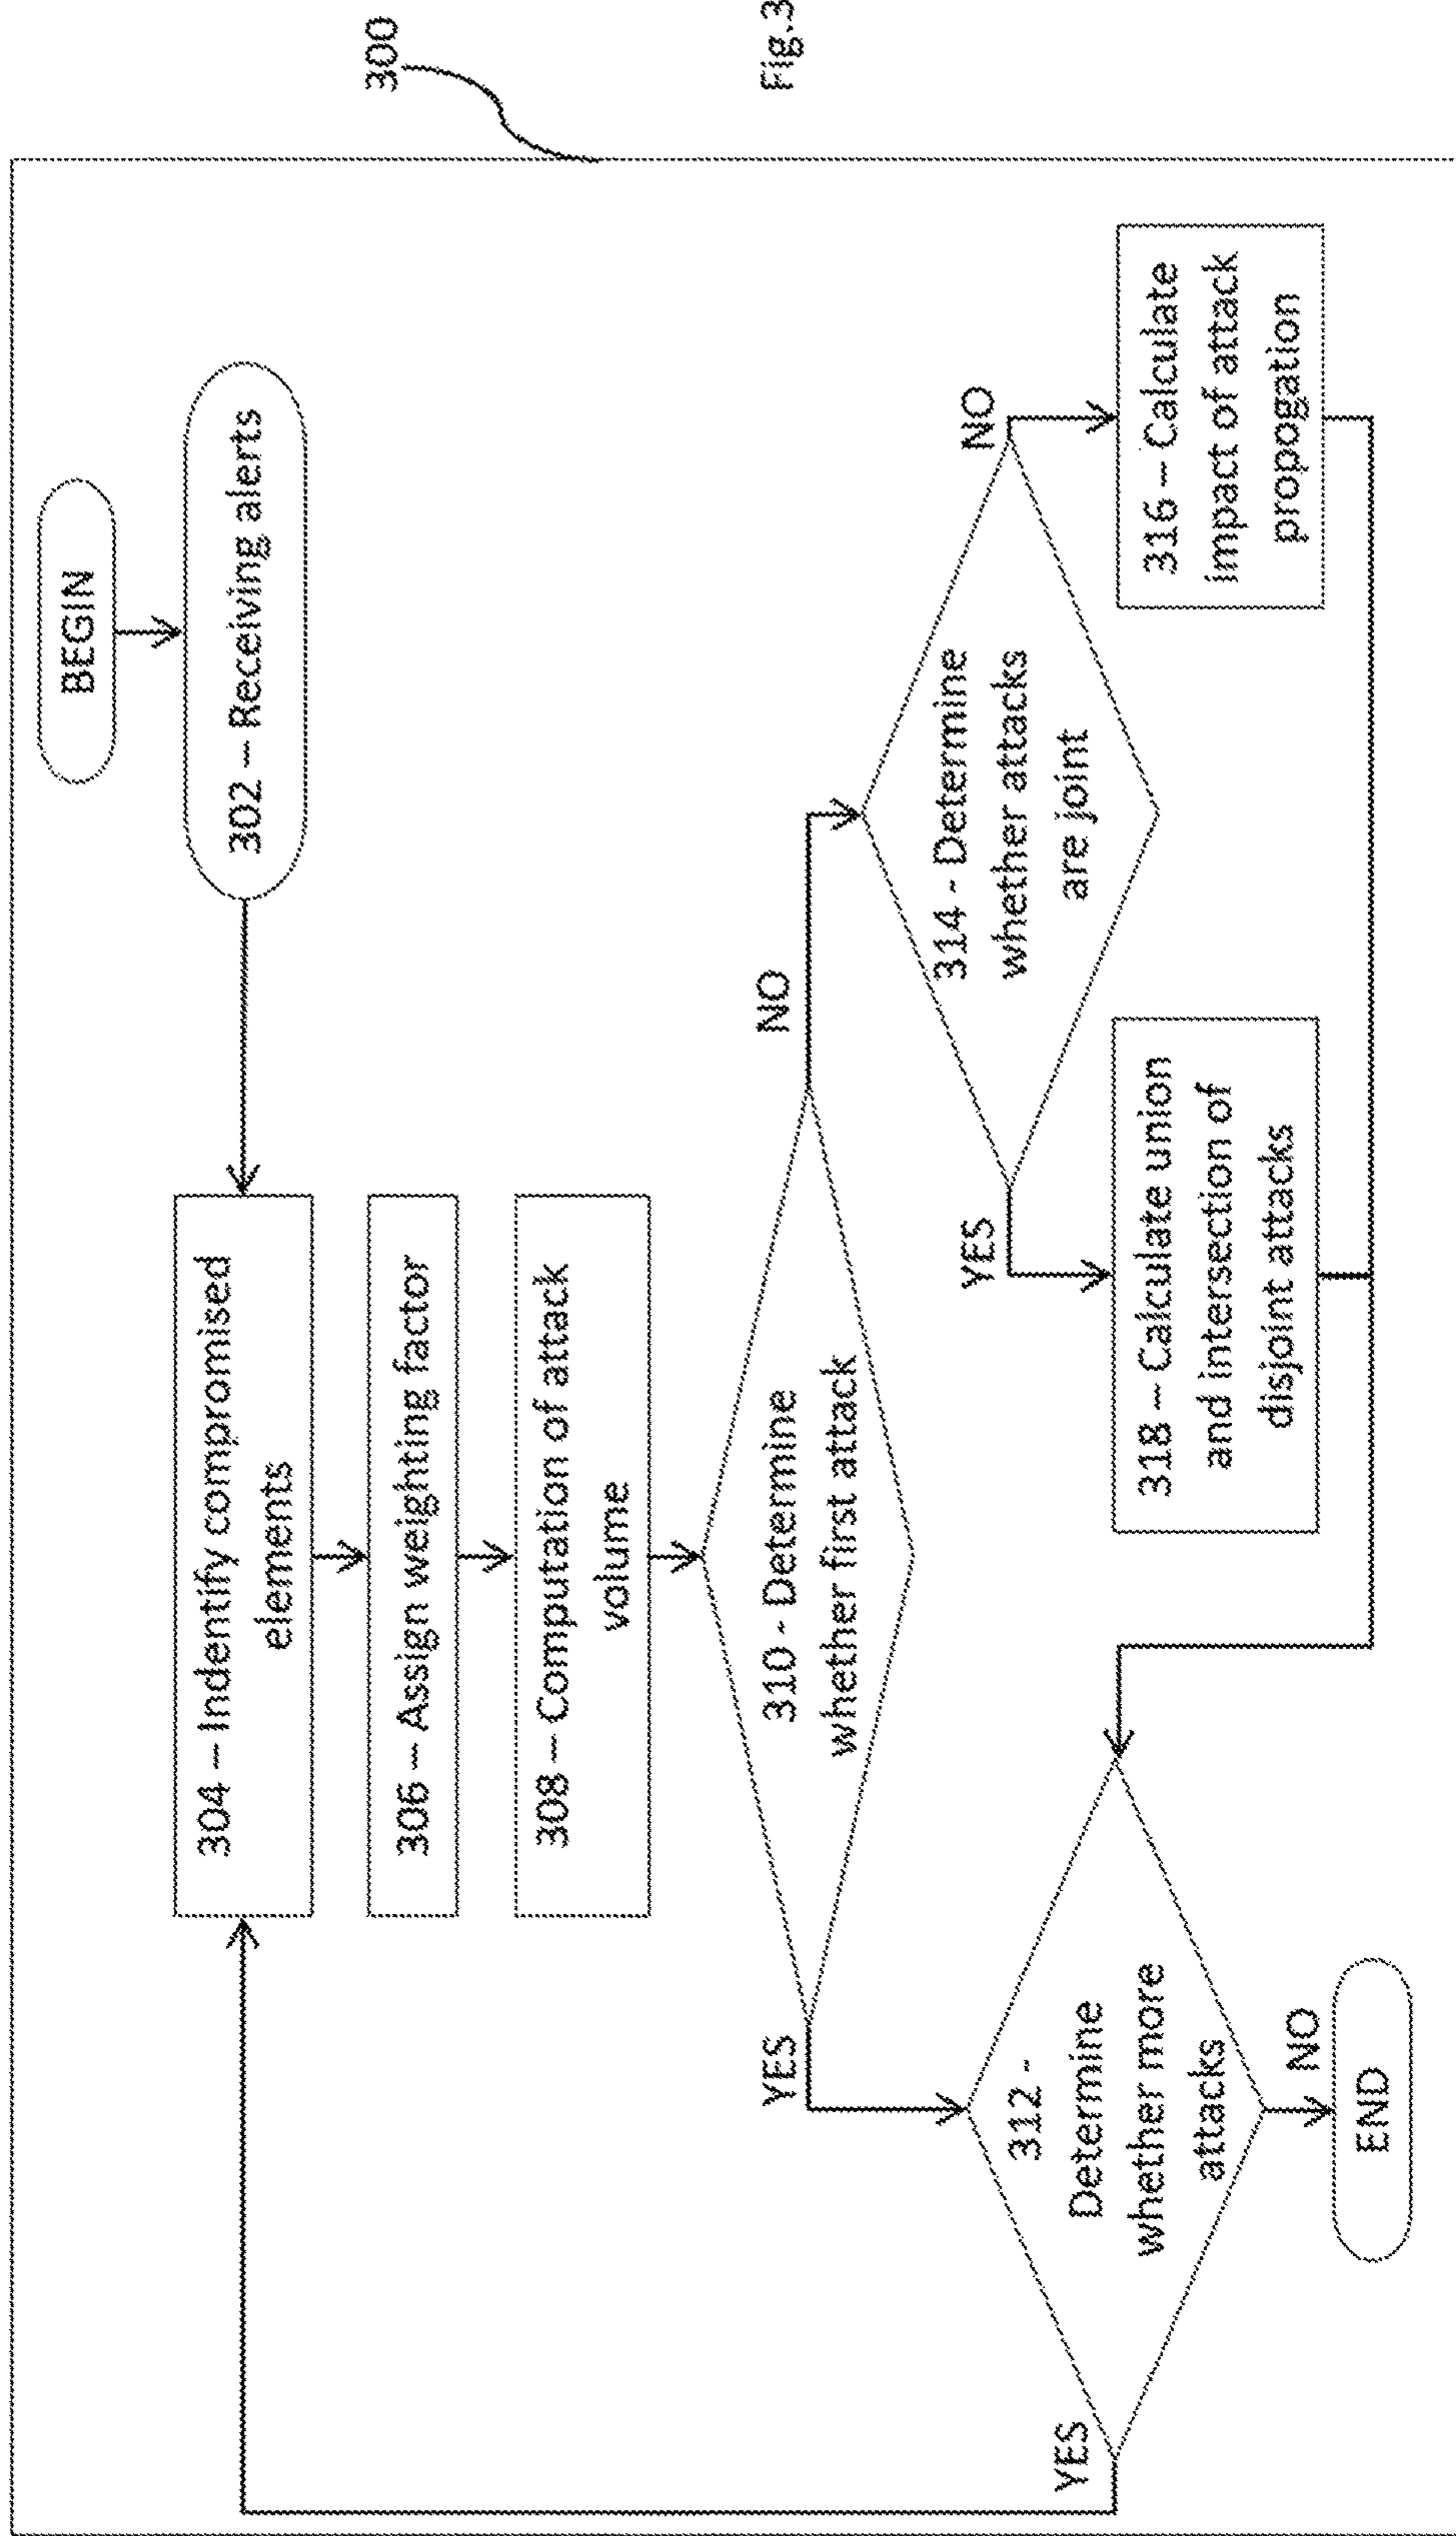 BEGIN
302 – Receiving alerts
304 – Indentify compromised
elements
306 – Assign weighting factor
308 – Computation of attack
volume
310 - Determine
whether first attack
YES
NO
312 -
Determine
whether more
attacks
YES
NO
END
314 - Determine
whether attacks
are joint
YES
NO
318 – Calculate union
and intersection of
disjoint attacks
316 – Calculate
impact of attack
propogation
300
Fig.3